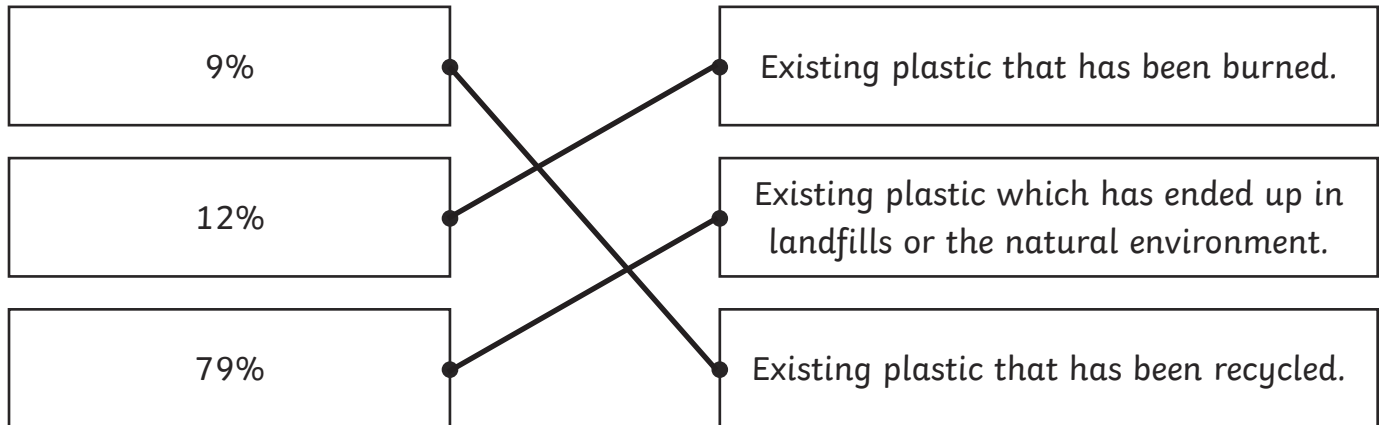 9%
Existing plastic that has been burned.
12%
Existing plastic which has ended up in
landfills or the natural environment.
79%
Existing plastic that has been recycled.